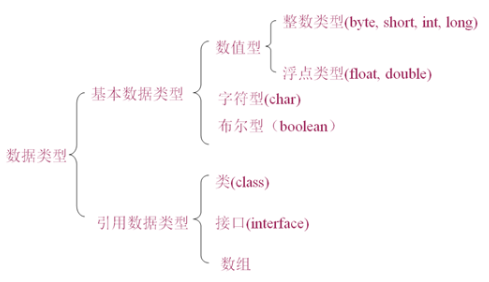 数据类型
基本数据类型
数值型
整数类型(byte, short, int, long)
浮点类型(float, double)
字符型(char)
布尔型（boolean）
引用数据类型
类(class)
接口(interface)
数组